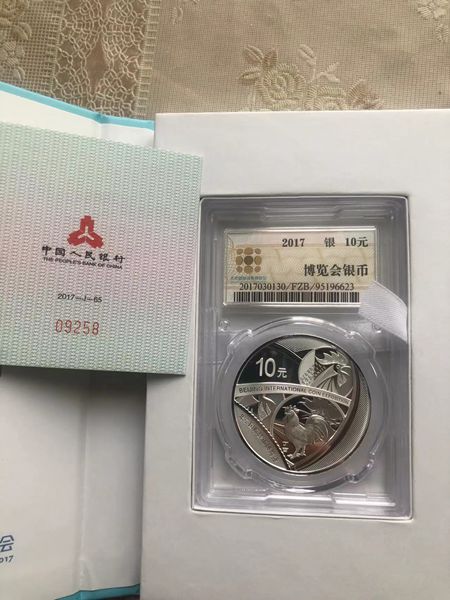 中国人民银行
THE PEOPLE'S BANK OF CHINA
2017—J—65
09258
2017 银 10元
博览会银币
2017030130/FZB/95196623
10元
BEIJING INTERNATIONAL COIN EXPOSITION
会
2017